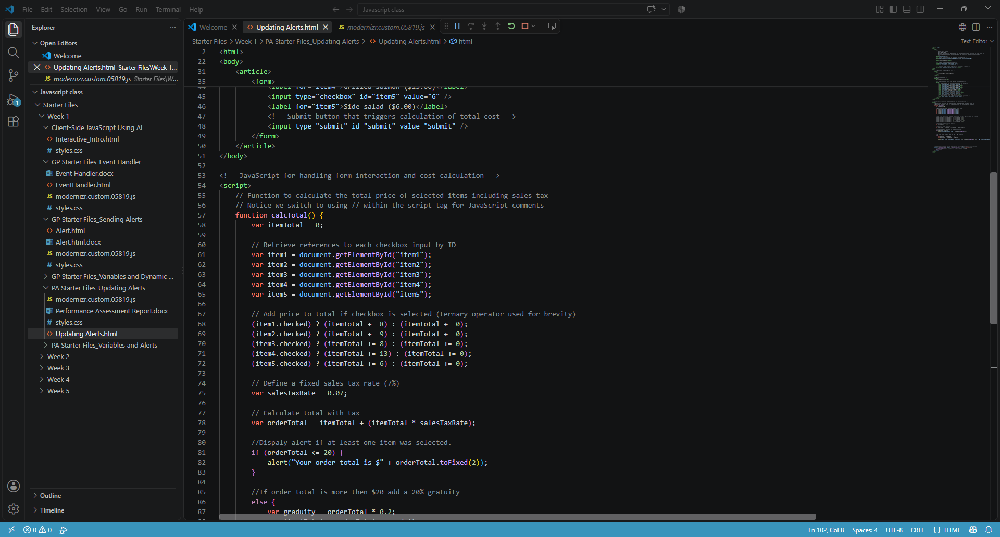 File Edit Selection View Go Run Terminal Help
Javascript class
Explorer
Open Editors
Welcome
Updating Alerts.html Starter Files\Week 1...
JS modernizr.custom.05819.js Starter Files\W...
Javascript class
Starter Files
Week 1
Client-Side JavaScript Using AI
<> Interactive_Intro.html
# styles.css
GP Starter Files_Event Handler
Event Handler.docx
<> EventHandler.html
JS modernizr.custom.05819.js
# styles.css
GP Starter Files_Sending Alerts
<> Alert.html
Alert.html.docx
JS modernizr.custom.05819.js
# styles.css
GP Starter Files_Variables and Dynamic ...
PA Starter Files_Updating Alerts
JS modernizr.custom.05819.js
Performance Assessment Report.docx
# styles.css
<> Updating Alerts.html
PA Starter Files_Variables and Alerts
Week 2
Week 3
Week 4
Week 5
Outline
Timeline
1
Welcome
<> Updating Alerts.html
JS modernizr.custom.05819.js
Starter Files > Week 1 > PA Starter Files_Updating Alerts > <> Updating Alerts.html > html
Text Editor
2 <html>
22 <body>
31 <article>
35 <form>
44 <label for="item4">Grilled salmon ($13.00)</label>
45 <input type="checkbox" id="item5" value="6" />
46 <label for="item5">Side salad ($6.00)</label>
47 <!-- Submit button that triggers calculation of total cost -->
48 <input type="submit" id="submit" value="Submit" />
49 </form>
50 </article>
51 </body>
52
53 <!-- JavaScript for handling form interaction and cost calculation -->
54 <script>
55 // Function to calculate the total price of selected items including sales tax
56 // Notice we switch to using // within the script tag for JavaScript comments
57 function calcTotal() {
58 var itemTotal = 0;
59
60 // Retrieve references to each checkbox input by ID
61 var item1 = document.getElementById("item1");
62 var item2 = document.getElementById("item2");
63 var item3 = document.getElementById("item3");
64 var item4 = document.getElementById("item4");
65 var item5 = document.getElementById("item5");
66
67 // Add price to total if checkbox is selected (ternary operator used for brevity)
68 (item1.checked) ? (itemTotal += 8) : (itemTotal += 0);
69 (item2.checked) ? (itemTotal += 9) : (itemTotal += 0);
70 (item3.checked) ? (itemTotal += 8) : (itemTotal += 0);
71 (item4.checked) ? (itemTotal += 13) : (itemTotal += 0);
72 (item5.checked) ? (itemTotal += 6) : (itemTotal += 0);
73
74 // Define a fixed sales tax rate (7%)
75 var salesTaxRate = 0.07;
76
77 // Calculate total with tax
78 var orderTotal = itemTotal + (itemTotal * salesTaxRate);
79
80 //Dispaly alert if at least one item was selected.
81 if (orderTotal <= 20) {
82 alert("Your order total is $" + orderTotal.toFixed(2));
83 }
84
85 //If order total is more then $20 add a 20% gratuity
86 else {
87 var graduity = orderTotal * 0.2;
0 0
Ln 102, Col 8 Spaces: 4 UTF-8 CRLF { } HTML